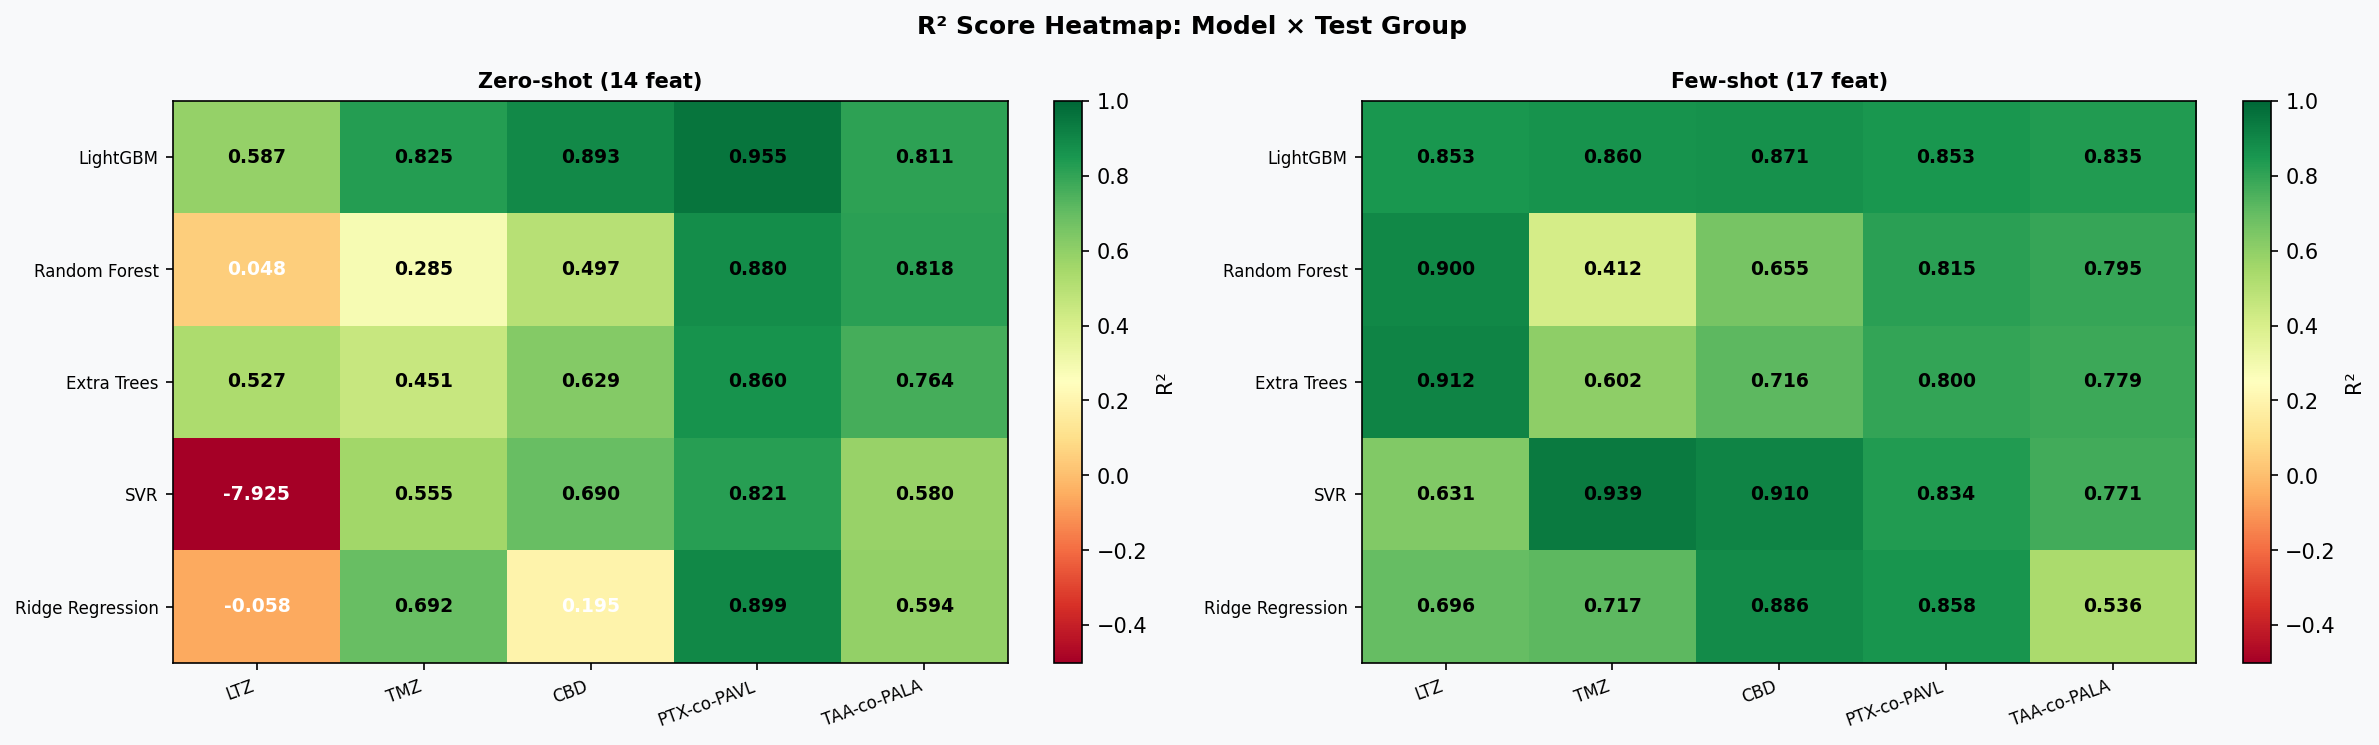 R² Score Heatmap: Model × Test Group
Zero-shot (14 feat)
LightGBM 0.587 0.825 0.893 0.955 0.811
Random Forest 0.048 0.285 0.497 0.880 0.818
Extra Trees 0.527 0.451 0.629 0.860 0.764
SVR -7.925 0.555 0.690 0.821 0.580
Ridge Regression -0.058 0.692 0.195 0.899 0.594
LTZ TMZ CBD PTX-co-PAVL TAA-co-PALA
1.0
0.8
0.6
0.4
0.2
0.0
−0.2
−0.4
R²
Few-shot (17 feat)
LightGBM 0.853 0.860 0.871 0.853 0.835
Random Forest 0.900 0.412 0.655 0.815 0.795
Extra Trees 0.912 0.602 0.716 0.800 0.779
SVR 0.631 0.939 0.910 0.834 0.771
Ridge Regression 0.696 0.717 0.886 0.858 0.536
LTZ TMZ CBD PTX-co-PAVL TAA-co-PALA
1.0
0.8
0.6
0.4
0.2
0.0
−0.2
−0.4
R²